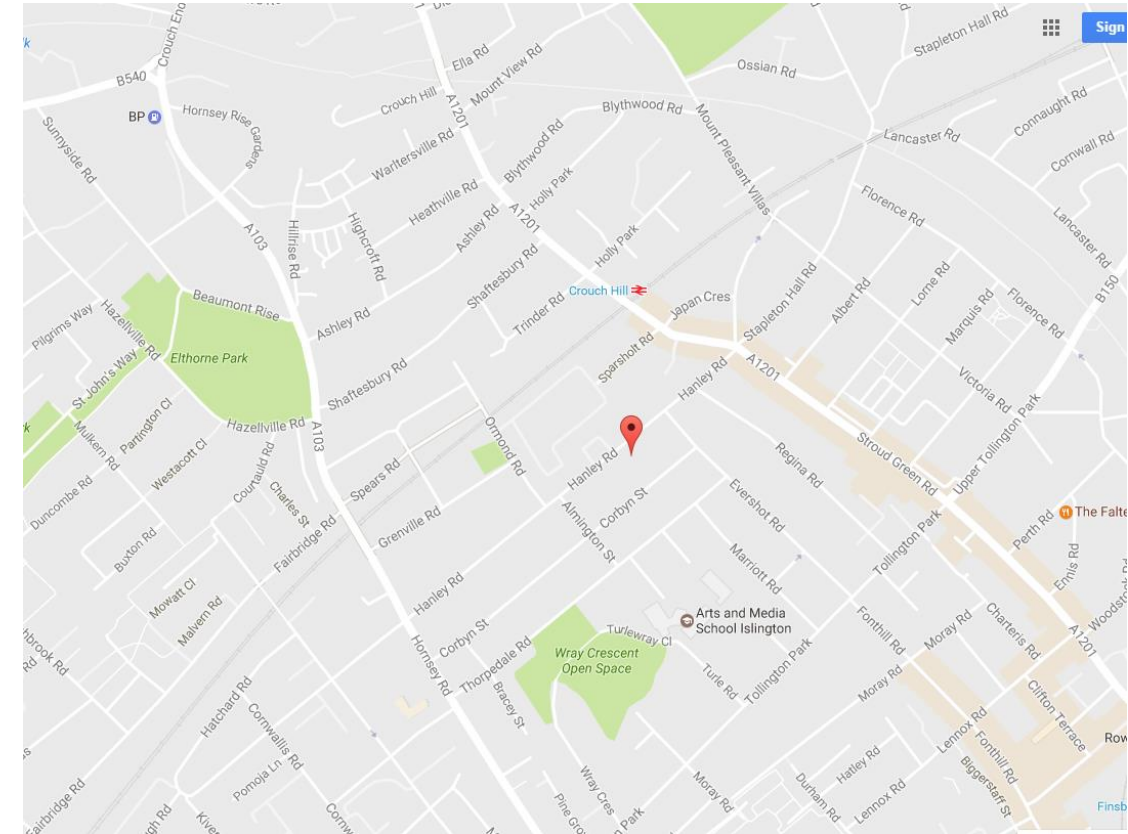 Crouch End
Ella Rd
Mount View Rd
Stapleton Hall Rd
Sign
B540
Ossian Rd
BP
Hornsey Rise
Gardens
Crouch Hill
A1201
Blythwood Rd
Mount Pleasant Villas
Connaught Rd
Lancaster Rd
Cornwall Rd
Sunnyside Rd
Warltersville Rd
Blythwood Rd
Heathville Rd
Holly Park
Florence Rd
A103
Hillrise Rd
Highcroft Rd
Ashley Rd
A1201
Lancaster Rd
Holly Park
Shaftesbury Rd
B150
Crouch Hill
Stapleton Hall Rd
Albert Rd
Lorne Rd
Marquis Rd
Florence Rd
Beaumont Rise
Ashley Rd
Trinder Rd
Japan Cres
Pilgrims Way
Hazellville Rd
Elthorne Park
St John's Way
Sparsholt Rd
Hanley Rd
A1201
Shaftesbury Rd
Victoria Rd
Partington Cl
Mulkern Rd
Hazellville Rd
A103
Ormond Rd
Stroud Green Rd
Upper Tollington Park
Westacott Cl
Courtauld Rd
Charles St
Spears Rd
Hanley Rd
Regina Rd
Duncombe Rd
Corbyn St
Evershot Rd
Perth Rd
The Falte
Buxton Rd
Fairbridge Rd
Grenville Rd
Almington St
Tollington Park
Ennis Rd
Marriott Rd
Mowatt Cl
Malvern Rd
Hanley Rd
Woodstock Rd
Arts and Media
School Islington
Fonthill Rd
Moray Rd
Charteris Rd
A1201
Corbyn St
Turlewray Cl
Hornsey Rd
Thorpedale Rd
Wray Crescent
Open Space
Turle Rd
Tollington Park
Moray Rd
Bracey St
Clifton Terrace
Hatchard Rd
Cornwallis Rd
Lennox Rd
Fonthill Rd
Row
Pomoja Ln
Hatley Rd
Biggerstaff St
Wray Cres
Moray Rd
Durham Rd
Lennox Rd
Fairbridge Rd
Finsb